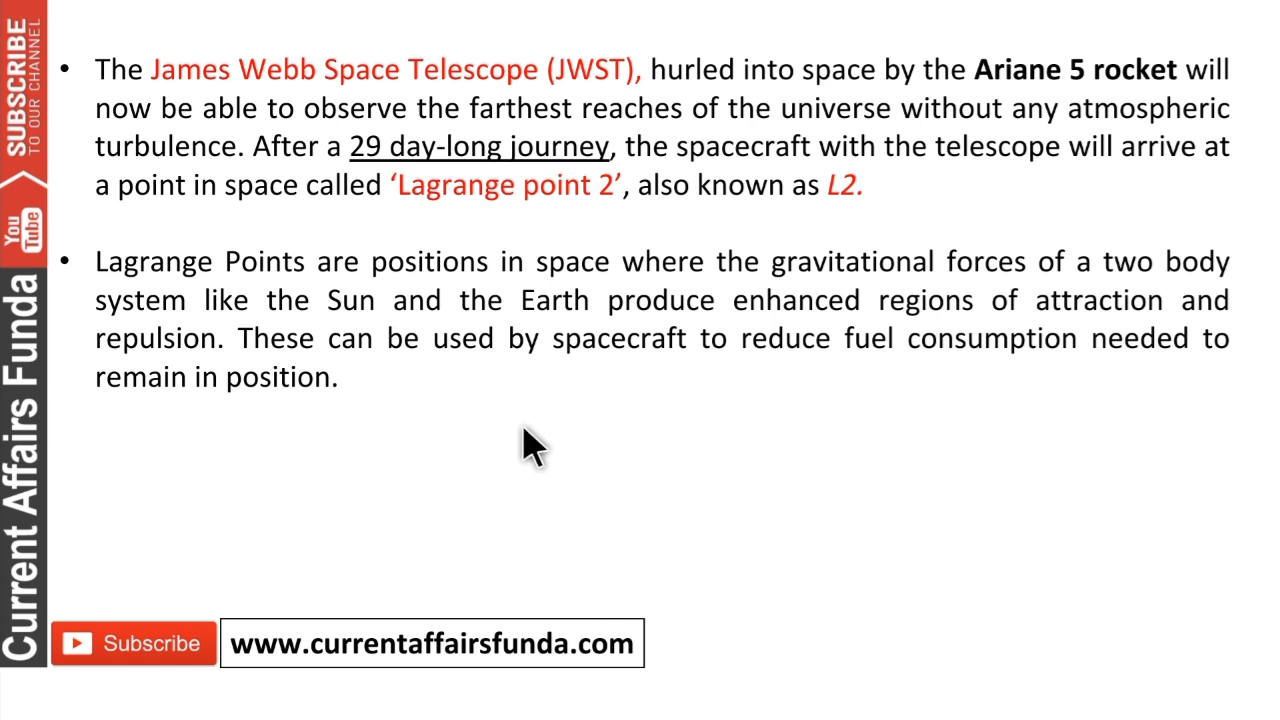 • The James Webb Space Telescope (JWST), hurled into space by the Ariane 5 rocket will
now be able to observe the farthest reaches of the universe without any atmospheric
turbulence. After a 29 day-long journey, the spacecraft with the telescope will arrive at
a point in space called ‘Lagrange point 2’, also known as L2.
• Lagrange Points are positions in space where the gravitational forces of a two body
system like the Sun and the Earth produce enhanced regions of attraction and
repulsion. These can be used by spacecraft to reduce fuel consumption needed to
remain in position.
SUBSCRIBE
TO OUR CHANNEL
You
Tube
Current Affairs Funda
Subscribe
www.currentaffairsfunda.com